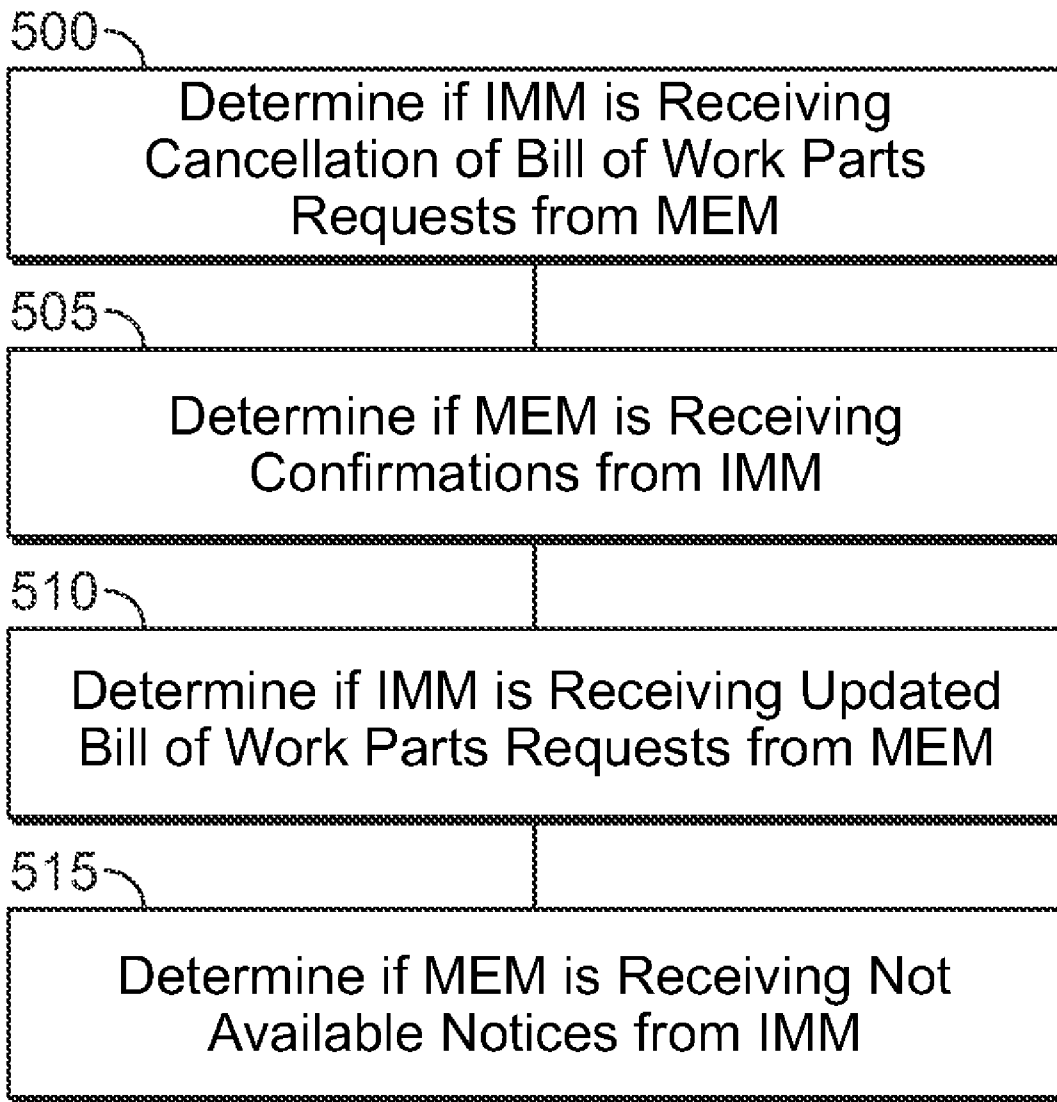 500
Determine if IMM is Receiving
Cancellation of Bill of Work Parts
Requests from MEM
505
Determine if MEM is Receiving
Confirmations from IMM
510
Determine if IMM is Receiving Updated
Bill of Work Parts Requests from MEM
515
Determine if MEM is Receiving Not
Available Notices from IMM